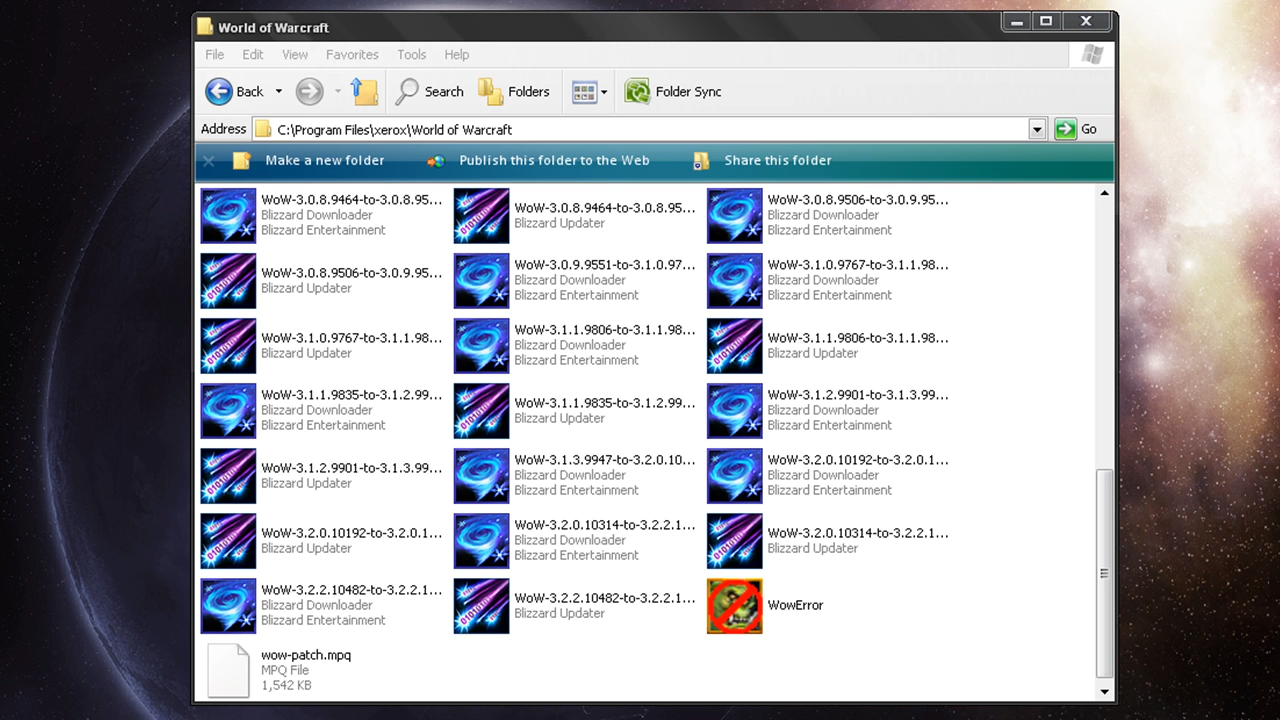 World of Warcraft
File Edit View Favorites Tools Help
Back Search Folders Folder Sync
Address C:\Program Files\xerox\World of Warcraft Go
Make a new folder Publish this folder to the Web Share this folder
WoW-3.0.8.9464-to-3.0.8.95...
Blizzard Downloader
Blizzard Entertainment
WoW-3.0.8.9464-to-3.0.8.95...
Blizzard Updater
WoW-3.0.8.9506-to-3.0.9.95...
Blizzard Downloader
Blizzard Entertainment
WoW-3.0.8.9506-to-3.0.9.95...
Blizzard Updater
WoW-3.0.9.9551-to-3.1.0.97...
Blizzard Downloader
Blizzard Entertainment
WoW-3.1.0.9767-to-3.1.1.98...
Blizzard Downloader
Blizzard Entertainment
WoW-3.1.0.9767-to-3.1.1.98...
Blizzard Updater
WoW-3.1.1.9806-to-3.1.1.98...
Blizzard Downloader
Blizzard Entertainment
WoW-3.1.1.9806-to-3.1.1.98...
Blizzard Updater
WoW-3.1.1.9835-to-3.1.2.99...
Blizzard Downloader
Blizzard Entertainment
WoW-3.1.1.9835-to-3.1.2.99...
Blizzard Updater
WoW-3.1.2.9901-to-3.1.3.99...
Blizzard Downloader
Blizzard Entertainment
WoW-3.1.2.9901-to-3.1.3.99...
Blizzard Updater
WoW-3.1.3.9947-to-3.2.0.10...
Blizzard Downloader
Blizzard Entertainment
WoW-3.2.0.10192-to-3.2.0.1...
Blizzard Downloader
Blizzard Entertainment
WoW-3.2.0.10192-to-3.2.0.1...
Blizzard Updater
WoW-3.2.0.10314-to-3.2.2.1...
Blizzard Downloader
Blizzard Entertainment
WoW-3.2.0.10314-to-3.2.2.1...
Blizzard Updater
WoW-3.2.2.10482-to-3.2.2.1...
Blizzard Downloader
Blizzard Entertainment
WoW-3.2.2.10482-to-3.2.2.1...
Blizzard Updater
WowError
wow-patch.mpq
MPQ File
1,542 KB